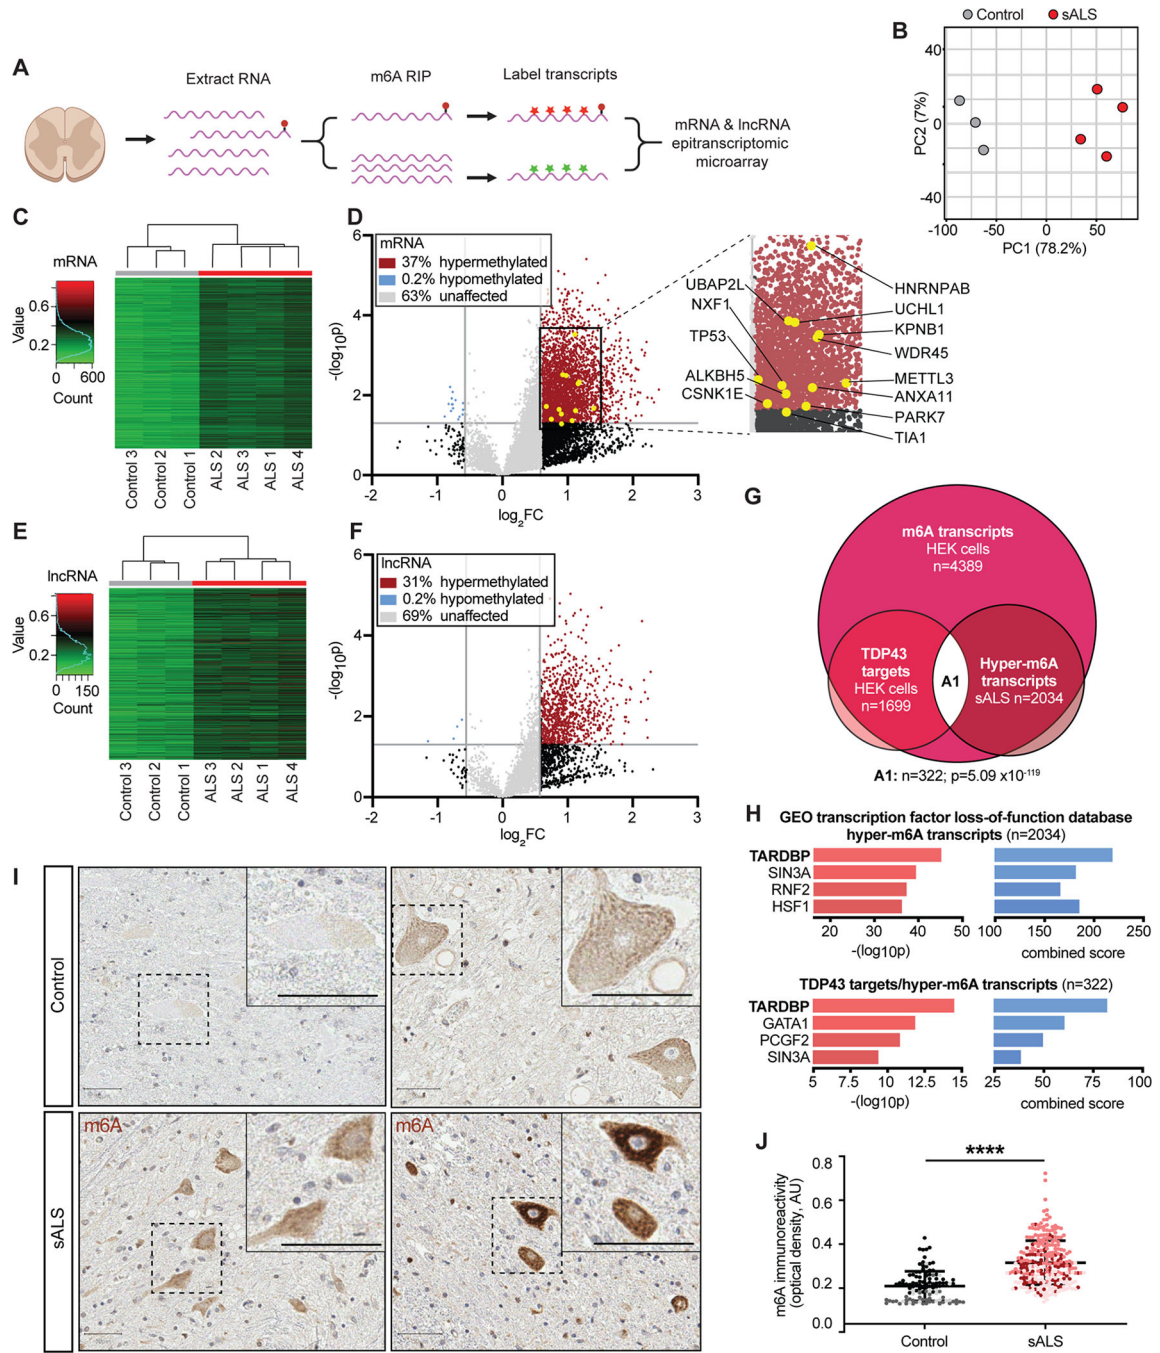 A
Extract RNA
m6A RIP
Label transcripts
mRNA & lncRNA
epitranscriptomic
microarray
B
Control
sALS
PC2 (7%)
40
0
-40
-100
-50
0
50
PC1 (78.2%)
C
mRNA
Value
0.6
0.2
0
600
Count
Control 3
Control 2
Control 1
ALS 2
ALS 3
ALS 1
ALS 4
D
mRNA
37% hypermethylated
0.2% hypomethylated
63% unaffected
-(log10p)
6
4
2
0
-2
-1
0
1
2
3
log2FC
UBAP2L
NXF1
TP53
ALKBH5
CSNK1E
HNRNPAB
UCHL1
KPNB1
WDR45
METTL3
ANXA11
PARK7
TIA1
E
lncRNA
Value
0.6
0.2
0
150
Count
Control 3
Control 2
Control 1
ALS 3
ALS 2
ALS 1
ALS 4
F
lncRNA
31% hypermethylated
0.2% hypomethylated
69% unaffected
-(log10p)
6
4
2
0
-2
-1
0
1
2
3
log2FC
G
m6A transcripts
HEK cells
n=4389
TDP43
targets
HEK cells
n=1699
A1
Hyper-m6A
transcripts
sALS n=2034
A1: n=322; p=5.09 x10-119
H
GEO transcription factor loss-of-function database
hyper-m6A transcripts (n=2034)
TARDBP
SIN3A
RNF2
HSF1
20
30
40
50
-(log10p)
100
150
200
250
combined score
TDP43 targets/hyper-m6A transcripts (n=322)
TARDBP
GATA1
PCGF2
SIN3A
5
7.5
10
12.5
15
-(log10p)
25
50
75
100
combined score
I
Control
sALS
m6A
m6A
J
m6A immunoreactivity
(optical density, AU)
0.8
0.6
0.4
0.2
0.0
****
Control
sALS